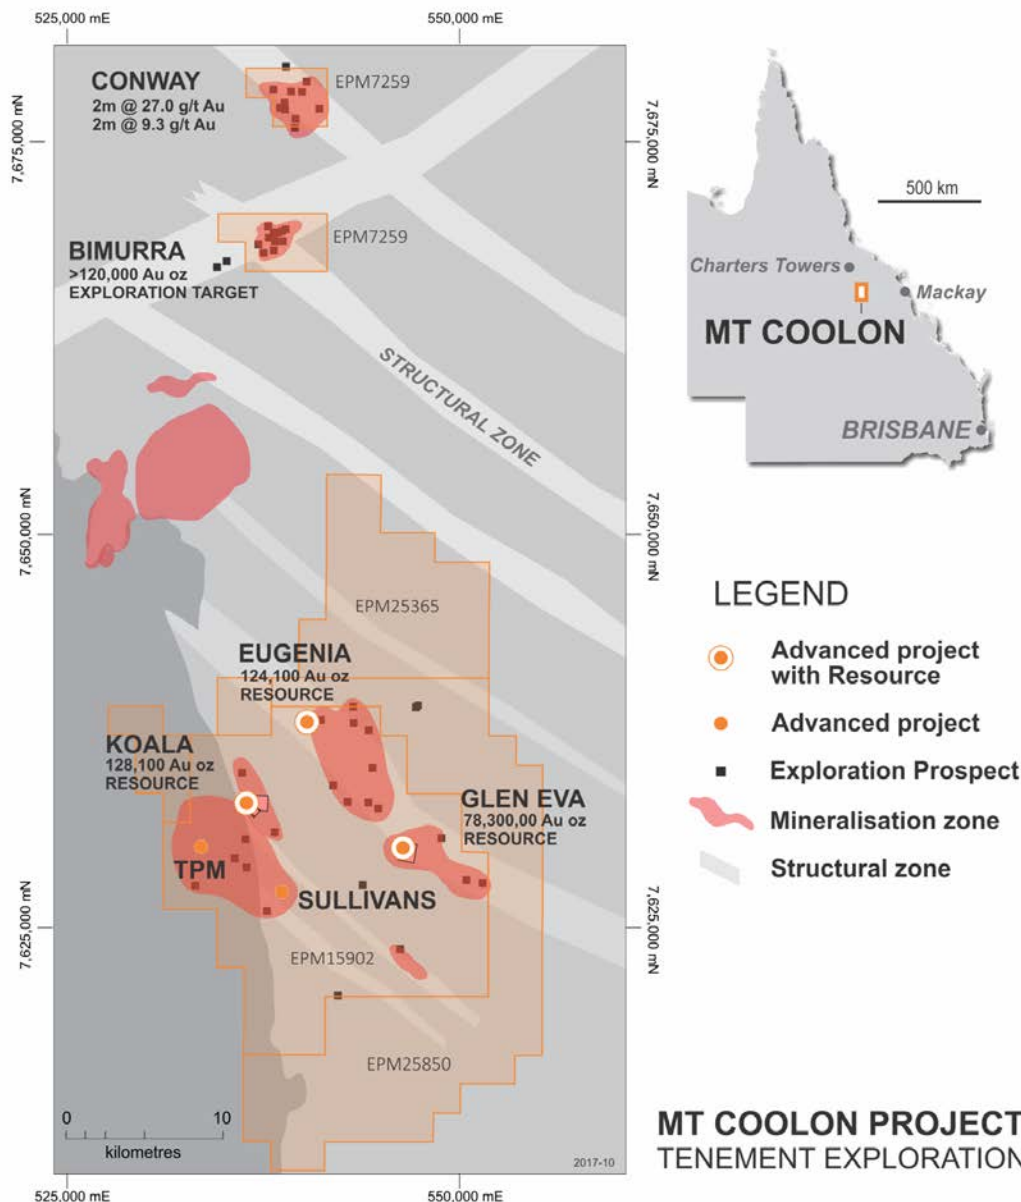 525,000 mE
550,000 mE
CONWAY
2m @ 27.0 g/t Au
2m @ 9.3 g/t Au
EPM7259
7,675,000 mN
7,675,000 mN
BIMURRA
>120,000 Au oz
EXPLORATION TARGET
EPM7259
STRUCTURAL ZONE
7,650,000 mN
7,650,000 mN
EPM25365
EUGENIA
124,100 Au oz
RESOURCE
KOALA
128,100 Au oz
RESOURCE
GLEN EVA
78,300,00 Au oz
RESOURCE
TPM
SULLIVANS
7,625,000 mN
7,625,000 mN
EPM15902
EPM25850
0
10
kilometres
2017-10
525,000 mE
550,000 mE
500 km
Charters Towers
Mackay
MT COOLON
BRISBANE
LEGEND
Advanced project
with Resource
Advanced project
Exploration Prospect
Mineralisation zone
Structural zone
MT COOLON PROJECT
TENEMENT EXPLORATION